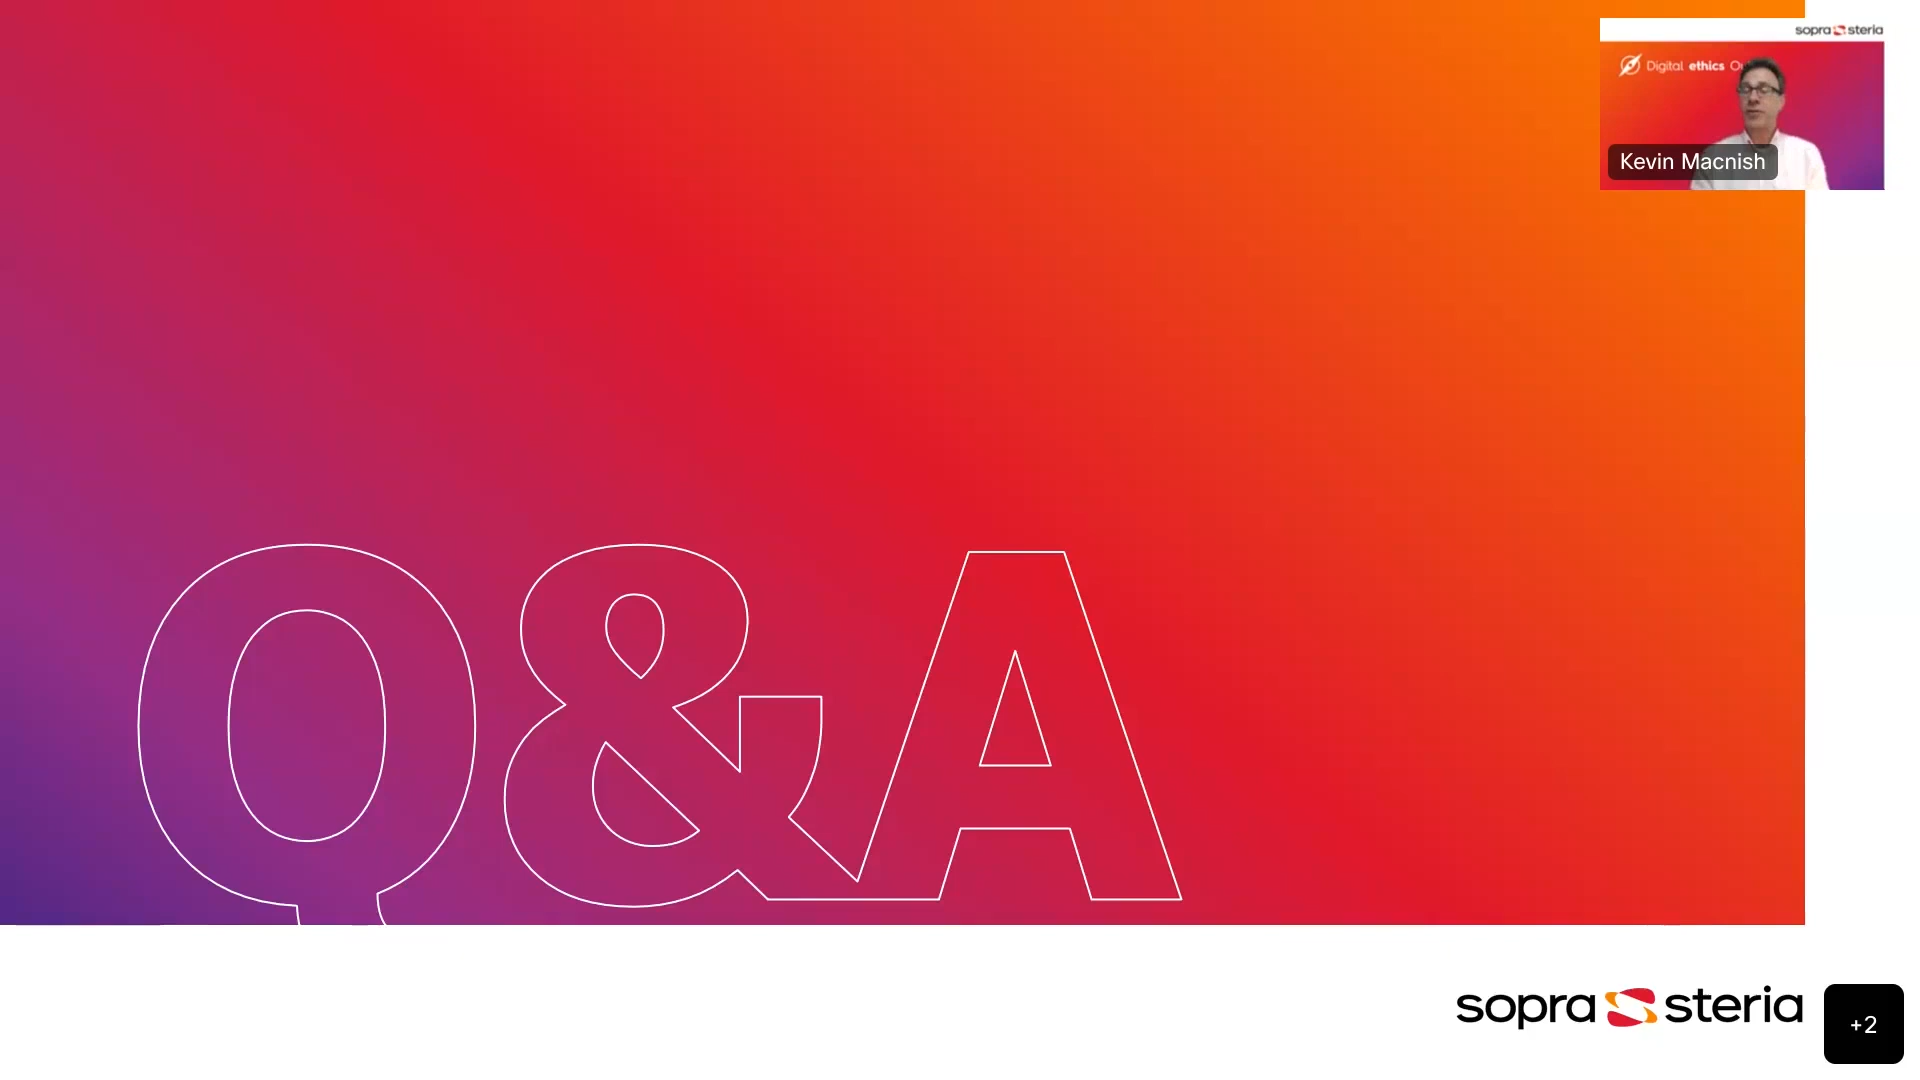 sopra steria
Digital ethics
Kevin Macnish
Q&A
sopra steria
+2